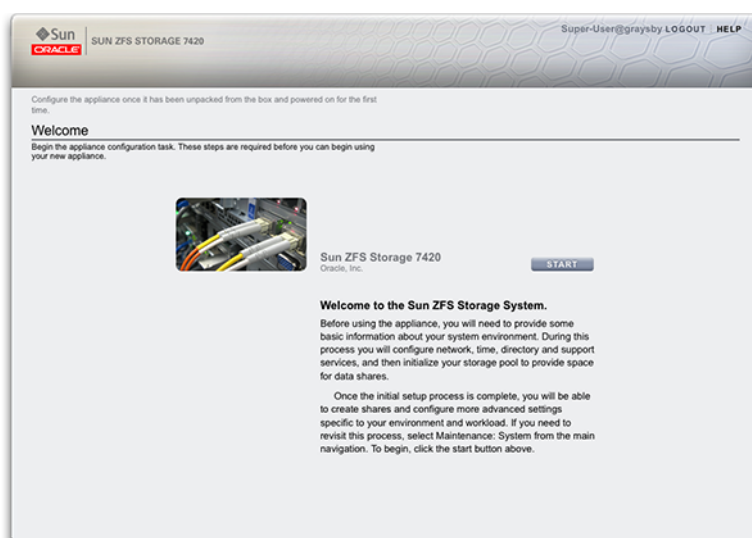 Sun
ORACLE
SUN ZFS STORAGE 7420
Super-User@graysby LOGOUT HELP
Configure the appliance once it has been unpacked from the box and powered on for the first
time.
Welcome
Begin the appliance configuration task. These steps are required before you can begin using
your new appliance.
Sun ZFS Storage 7420
Oracle, Inc.
START
Welcome to the Sun ZFS Storage System.
Before using the appliance, you will need to provide some
basic information about your system environment. During this
process you will configure network, time, directory and support
services, and then initialize your storage pool to provide space
for data shares.
Once the initial setup process is complete, you will be able
to create shares and configure more advanced settings
specific to your environment and workload. If you need to
revisit this process, select Maintenance: System from the main
navigation. To begin, click the start button above.